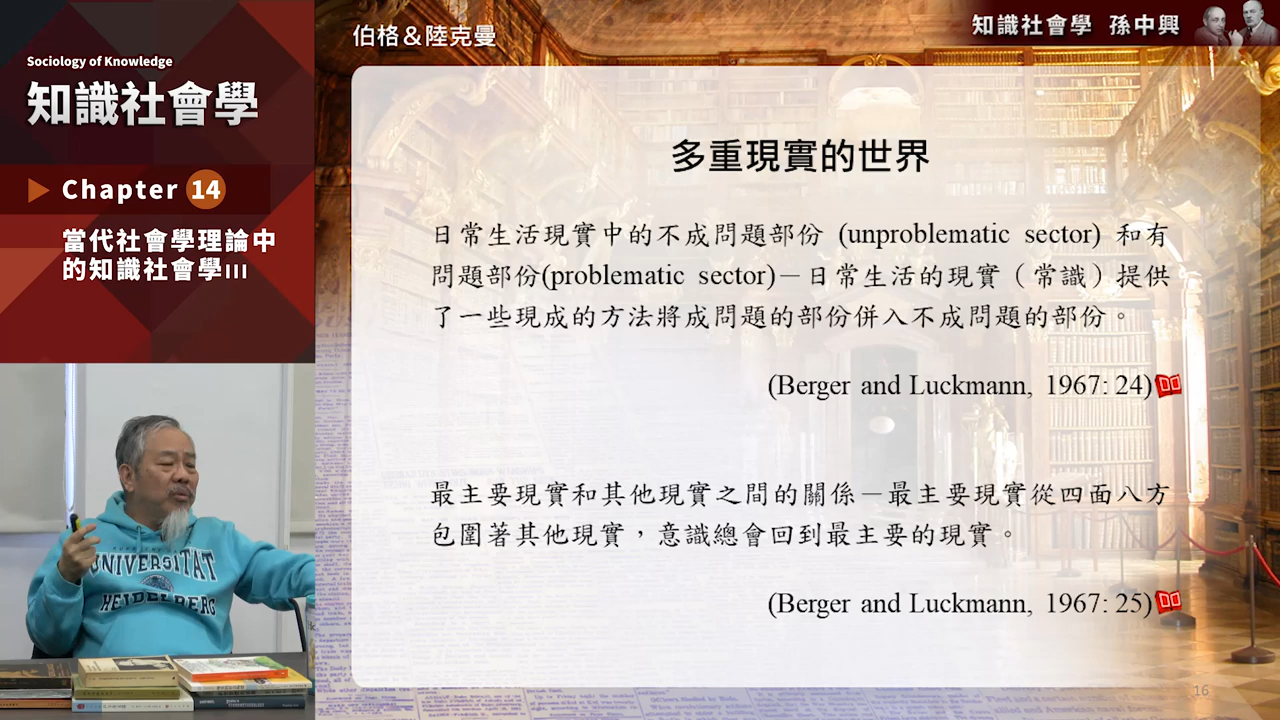 Sociology of Knowledge
知識社會學
Chapter 14
當代社會學理論中
的知識社會學III
伯格＆陸克曼
知識社會學 孫中興
多重現實的世界
日常生活現實中的不成問題部份 (unproblematic sector) 和有
問題部份(problematic sector)－日常生活的現實（常識）提供
了一些現成的方法將成問題的部份併入不成問題的部份。
(Berger and Luckmann, 1967: 24)
最主要現實和其他現實之間的關係－最主要現實從四面八方
包圍著其他現實，意識總會回到最主要的現實。
(Berger and Luckmann, 1967: 25)
16
UNIVERSITÄT
HEIDELBERG